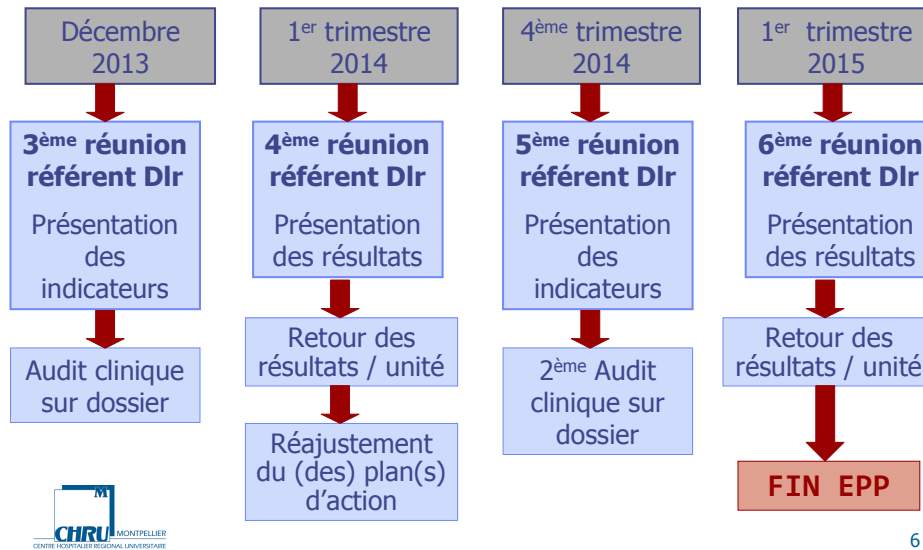 Décembre
2013
3ème réunion
référent Dlr
Présentation
des
indicateurs
Audit clinique
sur dossier
1er trimestre
2014
4ème réunion
référent Dlr
Présentation
des résultats
Retour des
résultats / unité
Réajustement
du (des) plan(s)
d’action
4ème trimestre
2014
5ème réunion
référent Dlr
Présentation
des
indicateurs
2ème Audit
clinique sur
dossier
1er trimestre
2015
6ème réunion
référent Dlr
Présentation
des résultats
Retour des
résultats / unité
FIN EPP
M
CHRU MONTPELLIER
CENTRE HOSPITALIER REGIONAL UNIVERSITAIRE
6